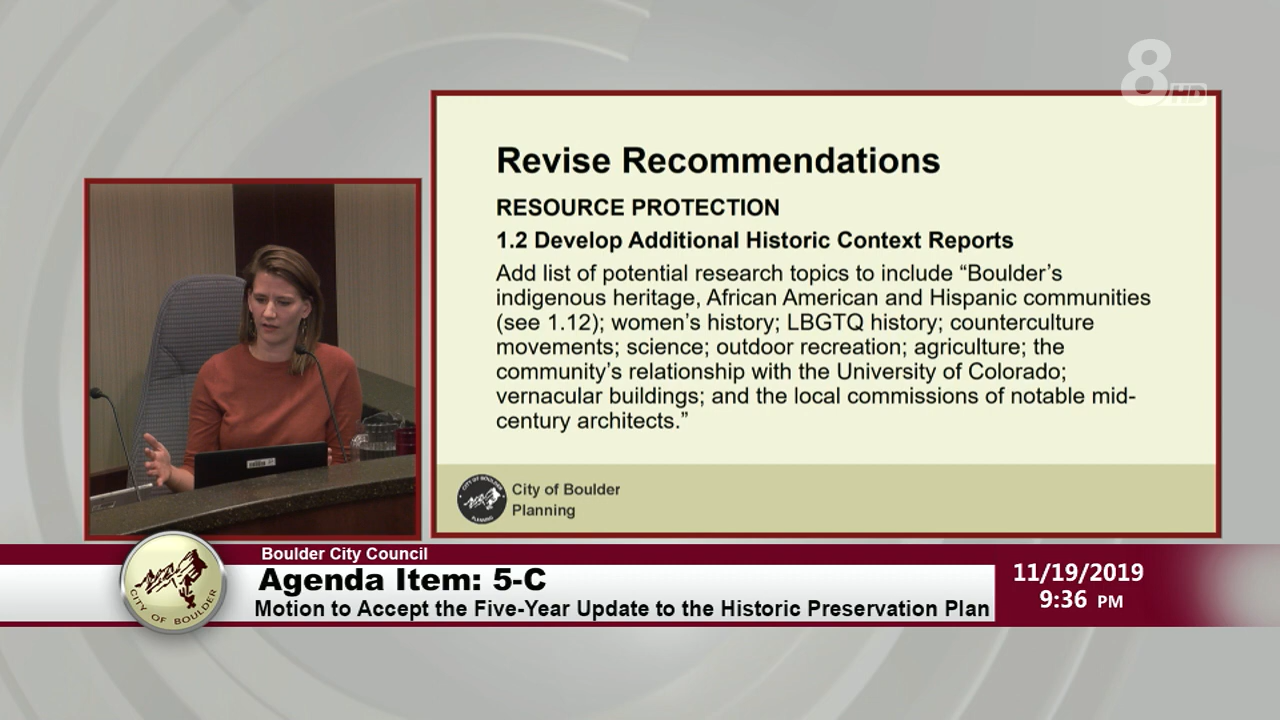 8HD
Revise Recommendations
RESOURCE PROTECTION
1.2 Develop Additional Historic Context Reports
Add list of potential research topics to include “Boulder’s
indigenous heritage, African American and Hispanic communities
(see 1.12); women’s history; LBGTQ history; counterculture
movements; science; outdoor recreation; agriculture; the
community’s relationship with the University of Colorado;
vernacular buildings; and the local commissions of notable mid-
century architects.”
CITY OF BOULDER
PLANNING
City of Boulder
Planning
Boulder City Council
Agenda Item: 5-C
Motion to Accept the Five-Year Update to the Historic Preservation Plan
CITY OF BOULDER
11/19/2019
9:36 PM